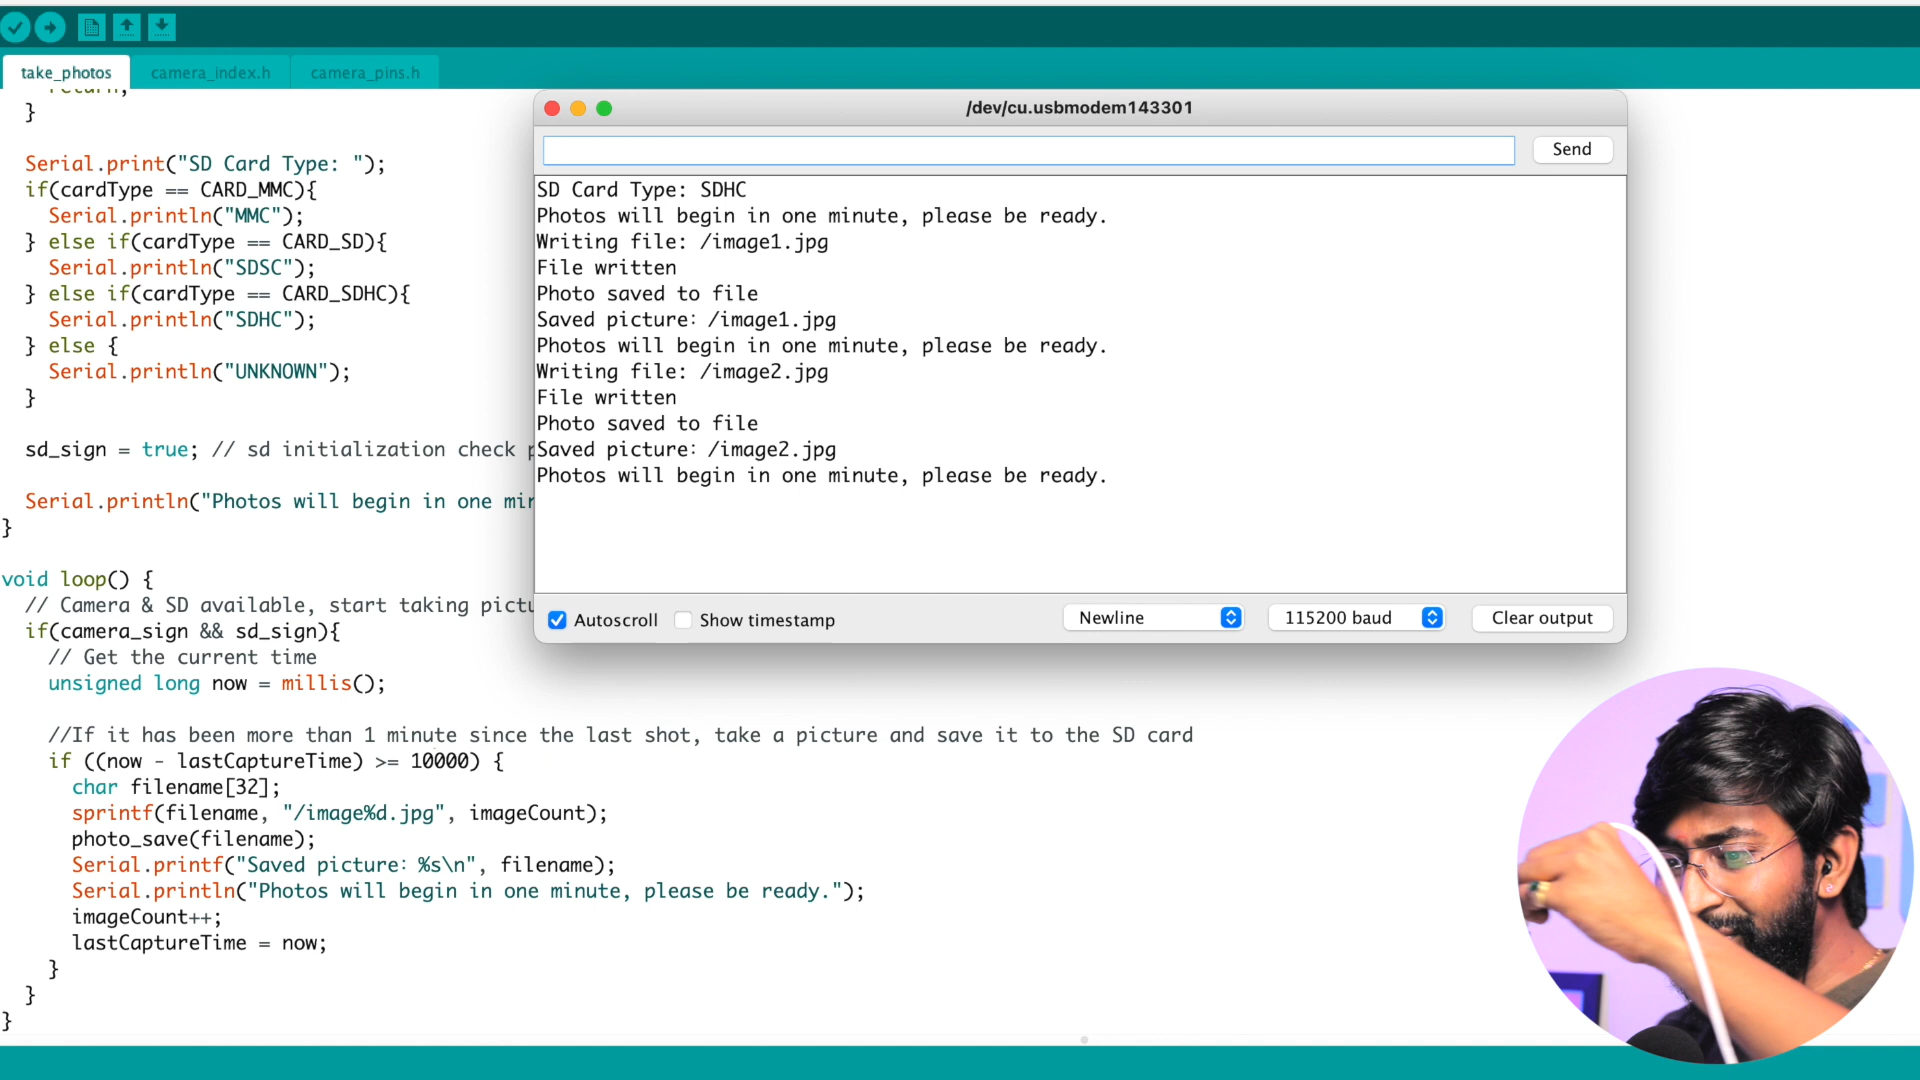 take_photos
camera_index.h
camera_pins.h
return;
}
Serial.print("SD Card Type: ");
if(cardType == CARD_MMC){
Serial.println("MMC");
} else if(cardType == CARD_SD){
Serial.println("SDSC");
} else if(cardType == CARD_SDHC){
Serial.println("SDHC");
} else {
Serial.println("UNKNOWN");
}
sd_sign = true; // sd initialization check
Serial.println("Photos will begin in one
}
void loop() {
// Camera & SD available, start taking
if(camera_sign && sd_sign){
// Get the current time
unsigned long now = millis();
//If it has been more than 1 minute since the last shot, take a picture and save it to the SD card
if ((now - lastCaptureTime) >= 10000) {
char filename[32];
sprintf(filename, "/image%d.jpg", imageCount);
photo_save(filename);
Serial.printf("Saved picture: %s\n", filename);
Serial.println("Photos will begin in one minute, please be ready.");
imageCount++;
lastCaptureTime = now;
}
}
}
/dev/cu.usbmodem143301
Send
SD Card Type: SDHC
Photos will begin in one minute, please be ready.
Writing file: /image1.jpg
File written
Photo saved to file
Saved picture: /image1.jpg
Photos will begin in one minute, please be ready.
Writing file: /image2.jpg
File written
Photo saved to file
Saved picture: /image2.jpg
Photos will begin in one minute, please be ready.
Autoscroll
Show timestamp
Newline
115200 baud
Clear output